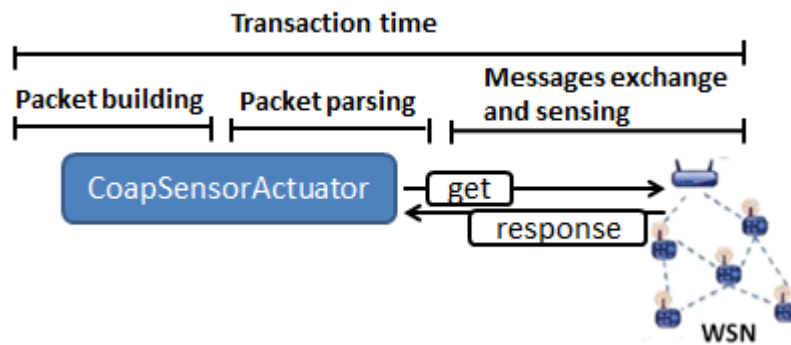 Transaction time
Packet building
Packet parsing
Messages exchange
and sensing
CoapSensorActuator
get
response
WSN